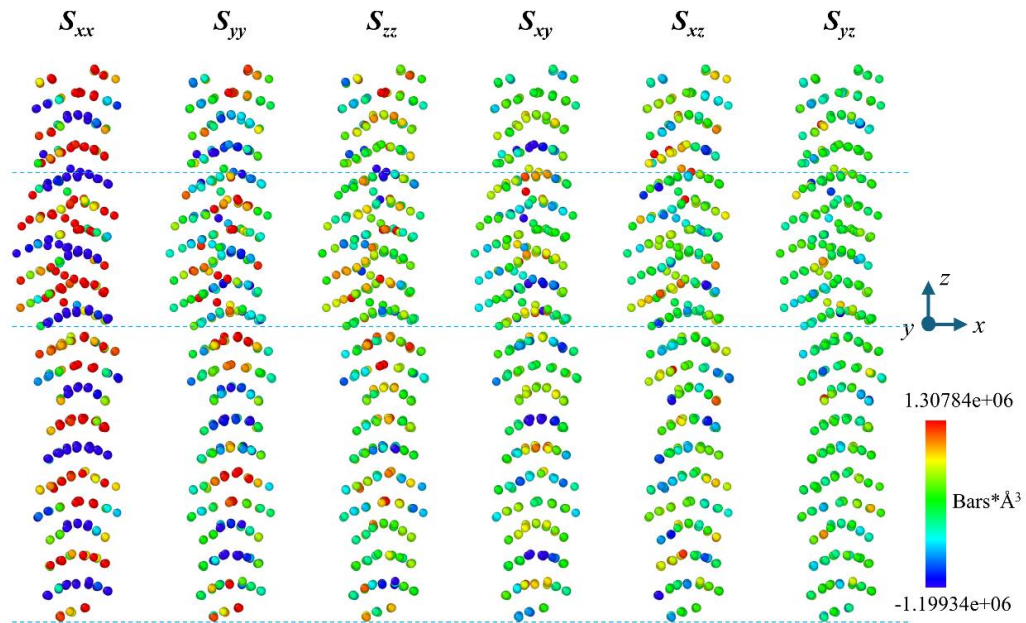 Sxx Syy Szz Sxy Sxz Syz
z
y x
1.30784e+06
Bars*Å³
-1.19934e+06